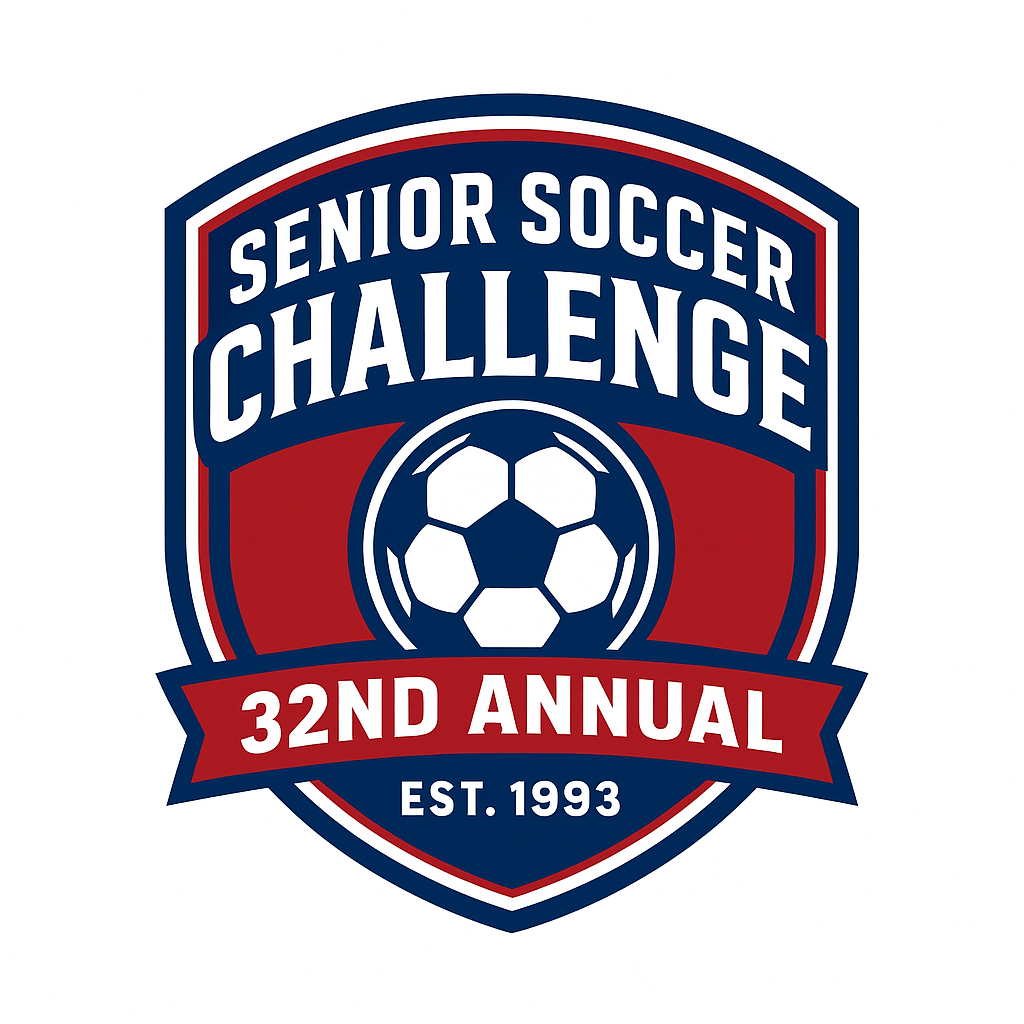 SENIOR SOCCER
CHALLENGE
32ND ANNUAL
EST. 1993